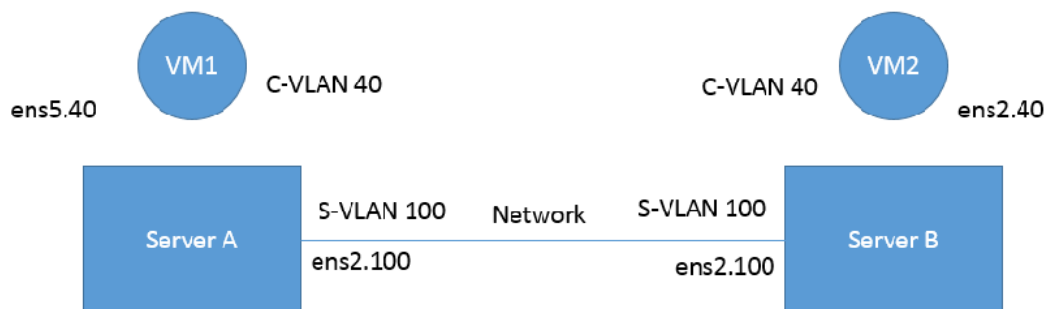 VM1
C-VLAN 40
ens5.40
VM2
C-VLAN 40
ens2.40
Server A
S-VLAN 100
ens2.100
Network
S-VLAN 100
ens2.100
Server B